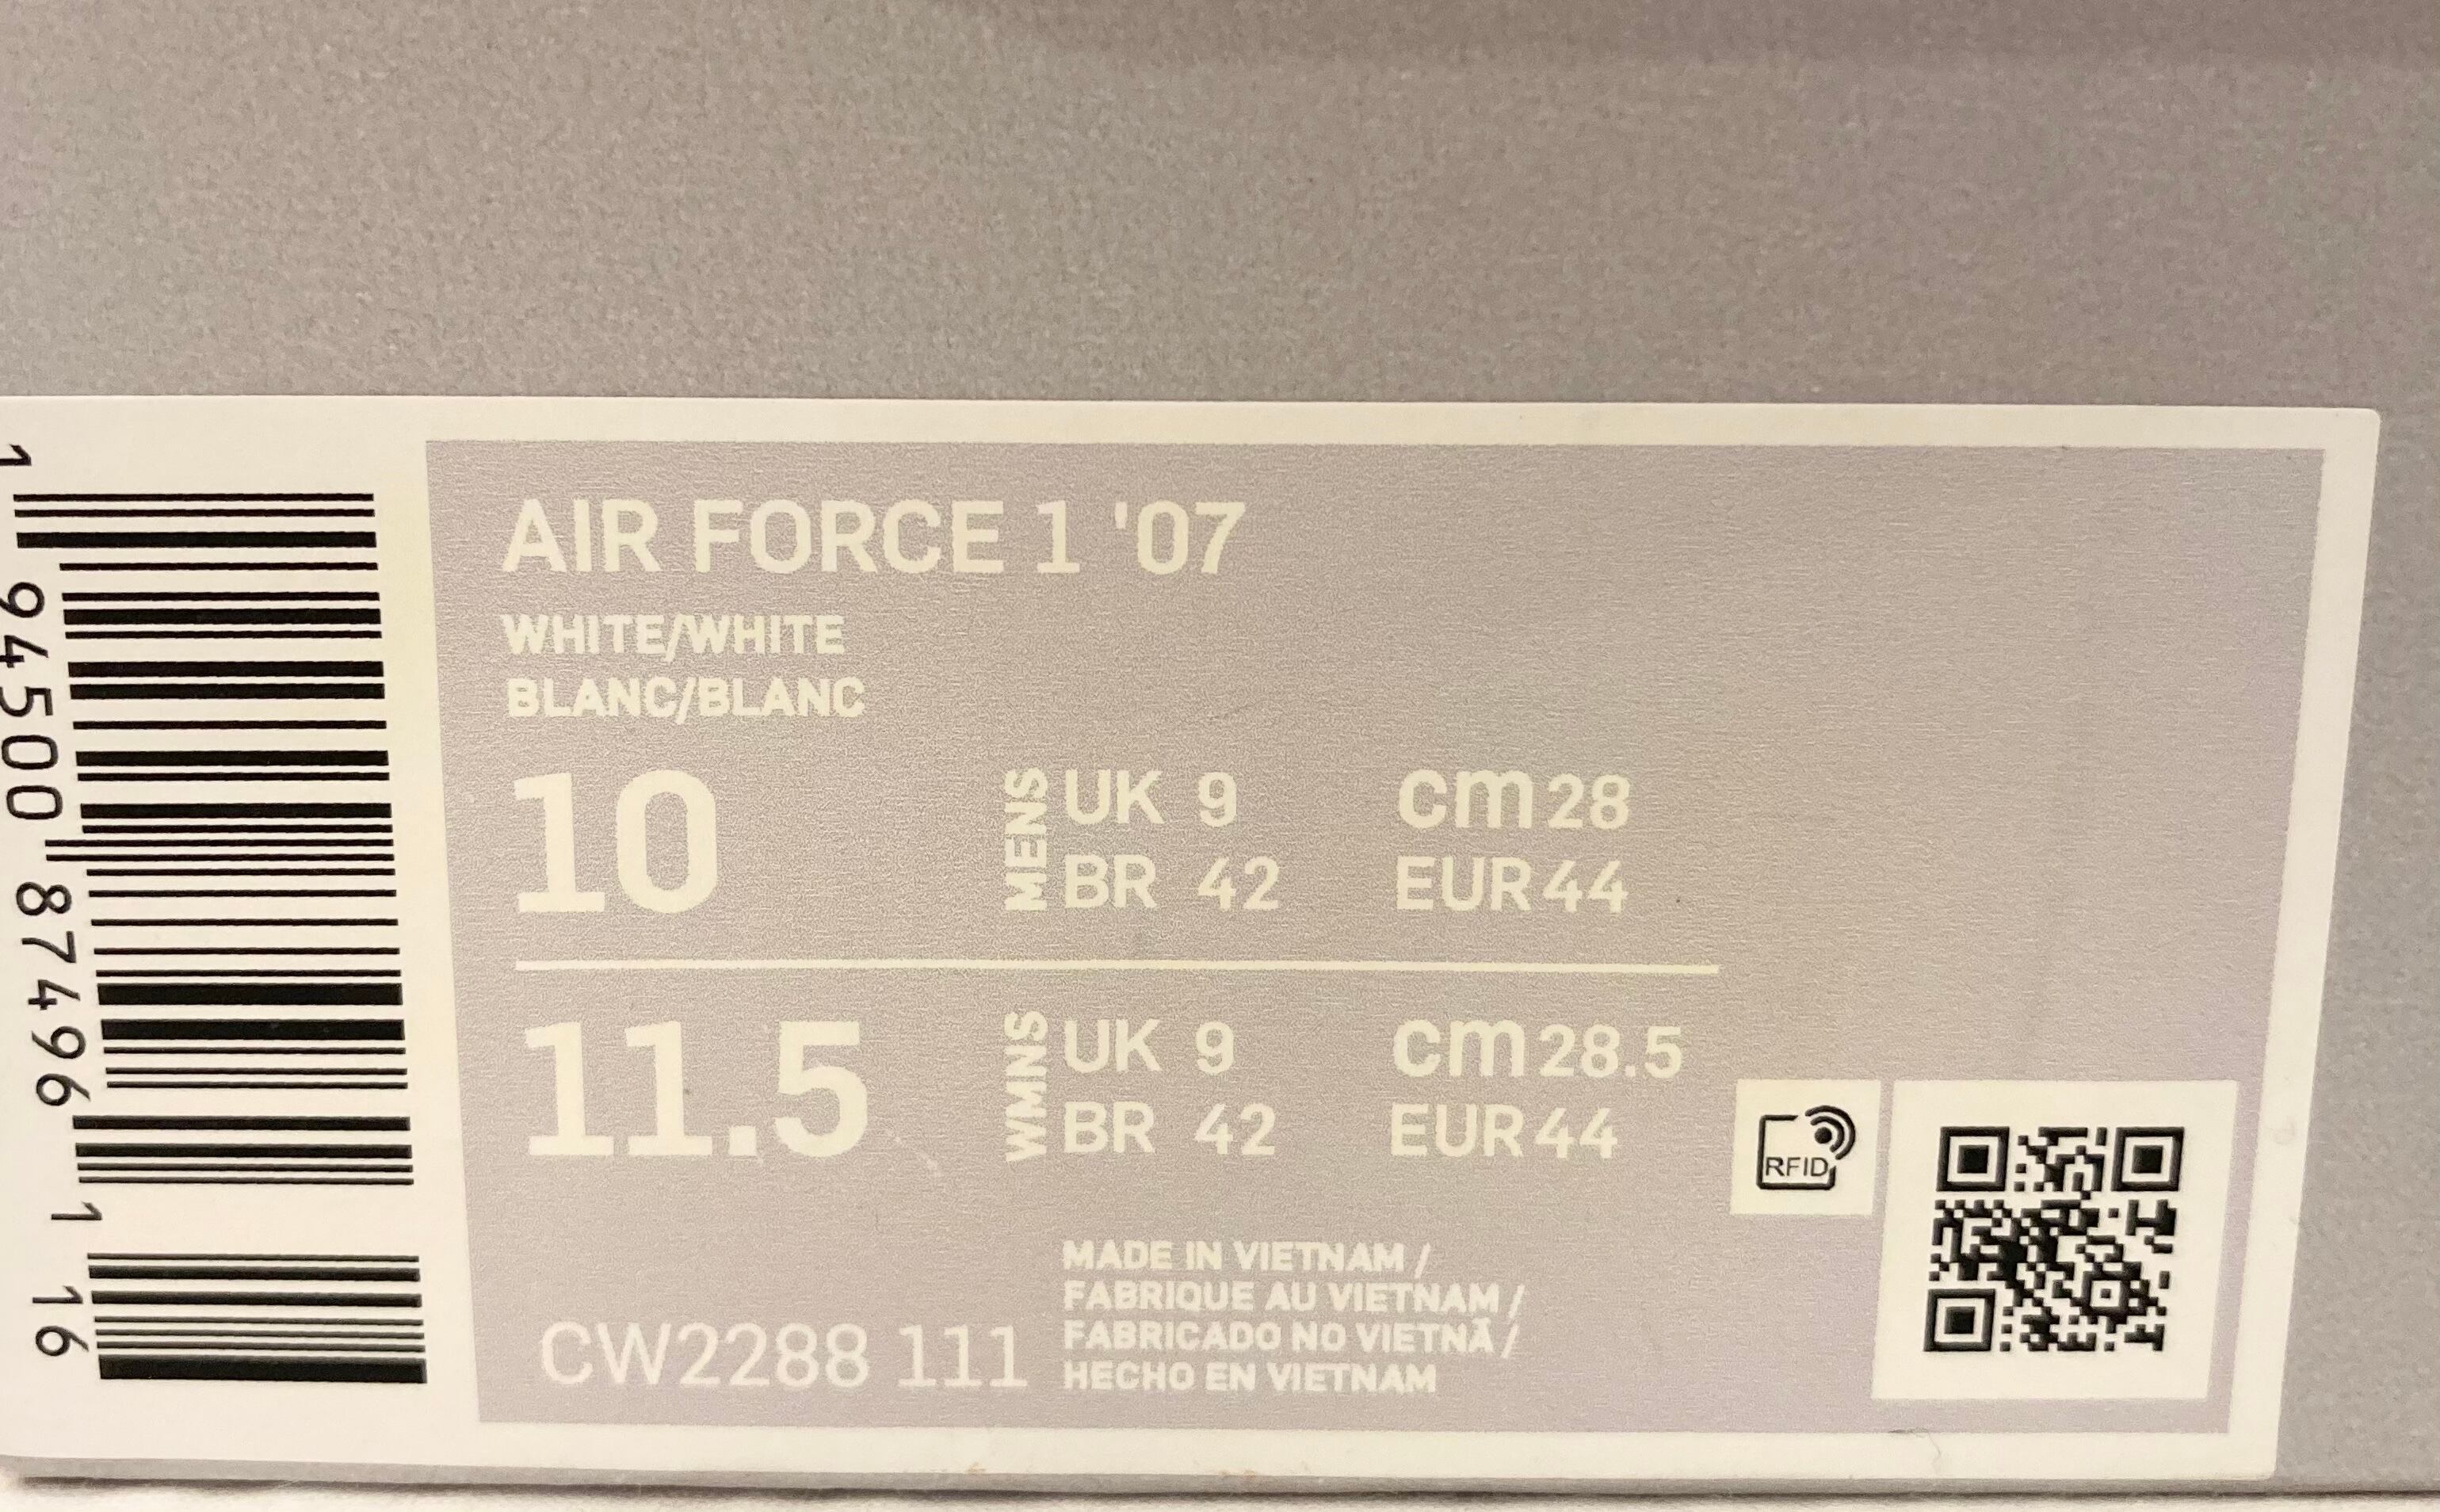 1 94500 87496 1 16
AIR FORCE 1 '07
WHITE/WHITE
BLANC/BLANC
10
MENS
UK 9 cm 28
BR 42 EUR 44
11.5
WMNS
UK 9 cm 28.5
BR 42 EUR 44
RFID
CW2288 111
MADE IN VIETNAM /
FABRIQUE AU VIETNAM /
FABRICADO NO VIETNÃ /
HECHO EN VIETNAM